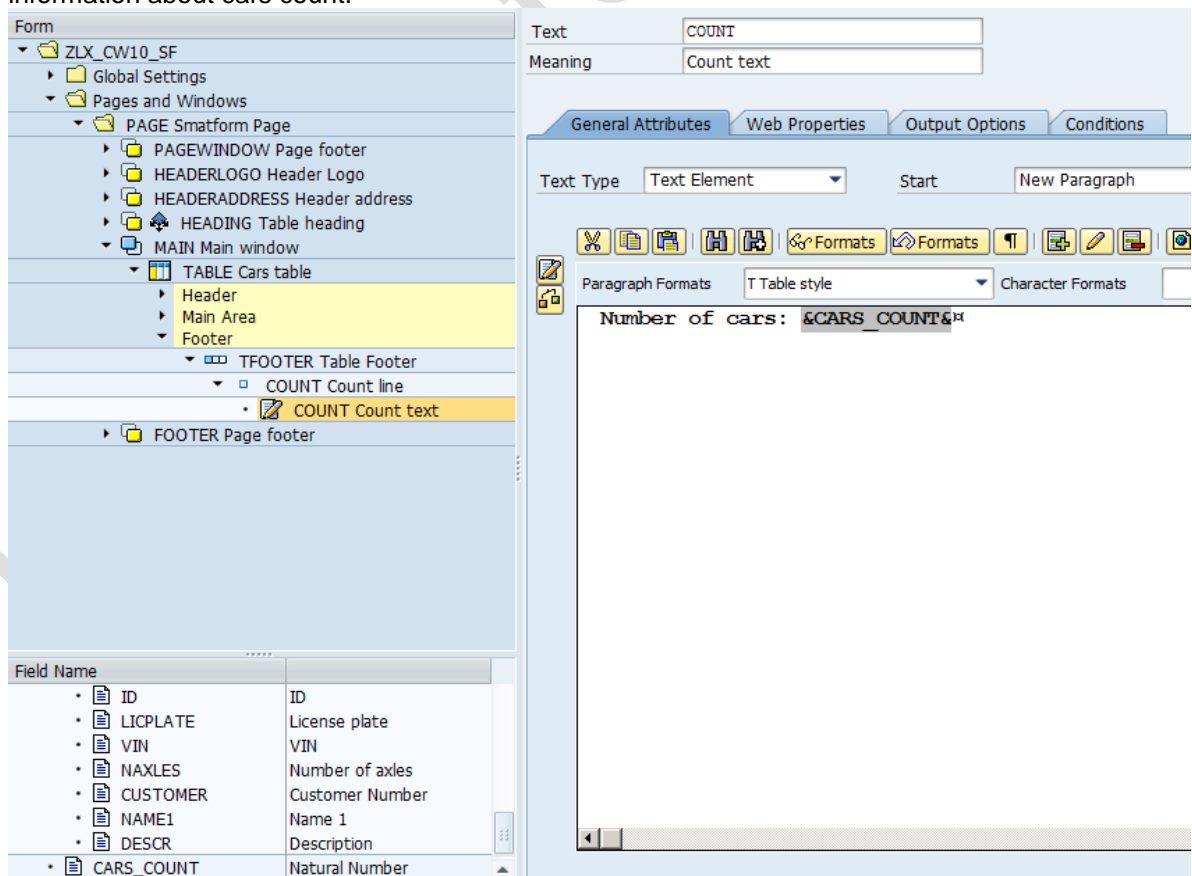 information about cars count.
Form
ZLX_CW10_SF
Global Settings
Pages and Windows
PAGE Smatform Page
PAGEWINDOW Page footer
HEADERLOGO Header Logo
HEADERADDRESS Header address
HEADING Table heading
MAIN Main window
TABLE Cars table
Header
Main Area
Footer
TFOOTER Table Footer
COUNT Count line
COUNT Count text
FOOTER Page footer
Field Name
ID ID
LICPLATE License plate
VIN VIN
NAXLES Number of axles
CUSTOMER Customer Number
NAME1 Name 1
DESCR Description
CARS_COUNT Natural Number
Text COUNT
Meaning Count text
General Attributes Web Properties Output Options Conditions
Text Type Text Element Start New Paragraph
Formats Formats ¶
Paragraph Formats T Table style Character Formats
Number of cars: &CARS_COUNT&¤